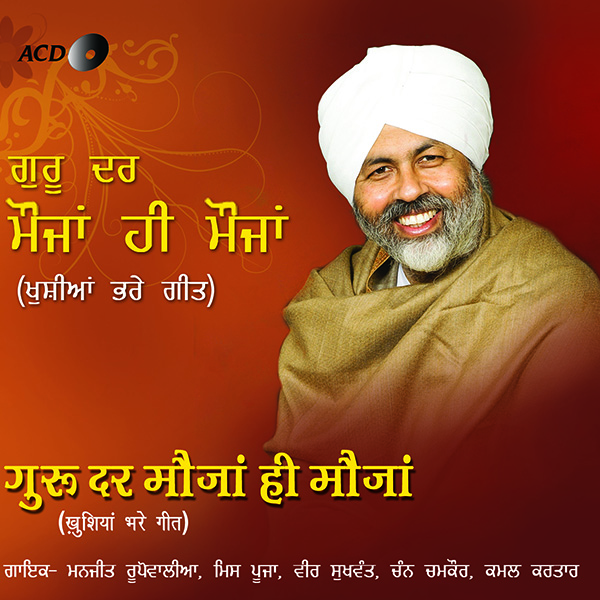 ACD
ਗੁਰੂ ਦਰ
ਮੌਜਾਂ ਹੀ ਮੌਜਾਂ
(ਖੁਸ਼ੀਆਂ ਭਰੇ ਗੀਤ)
गुरू दर मौजां ही मौजां
(ख़ुशियां भरे गीत)
ਗਾਇਕ- ਮਨਜੀਤ ਰੂਪੋਵਾਲੀਆ, ਮਿਸ ਪੂਜਾ, ਵੀਰ ਸੁਖਵੰਤ, ਚੰਨ ਚਮਕੌਰ, ਕਮਲ ਕਰਤਾਰ